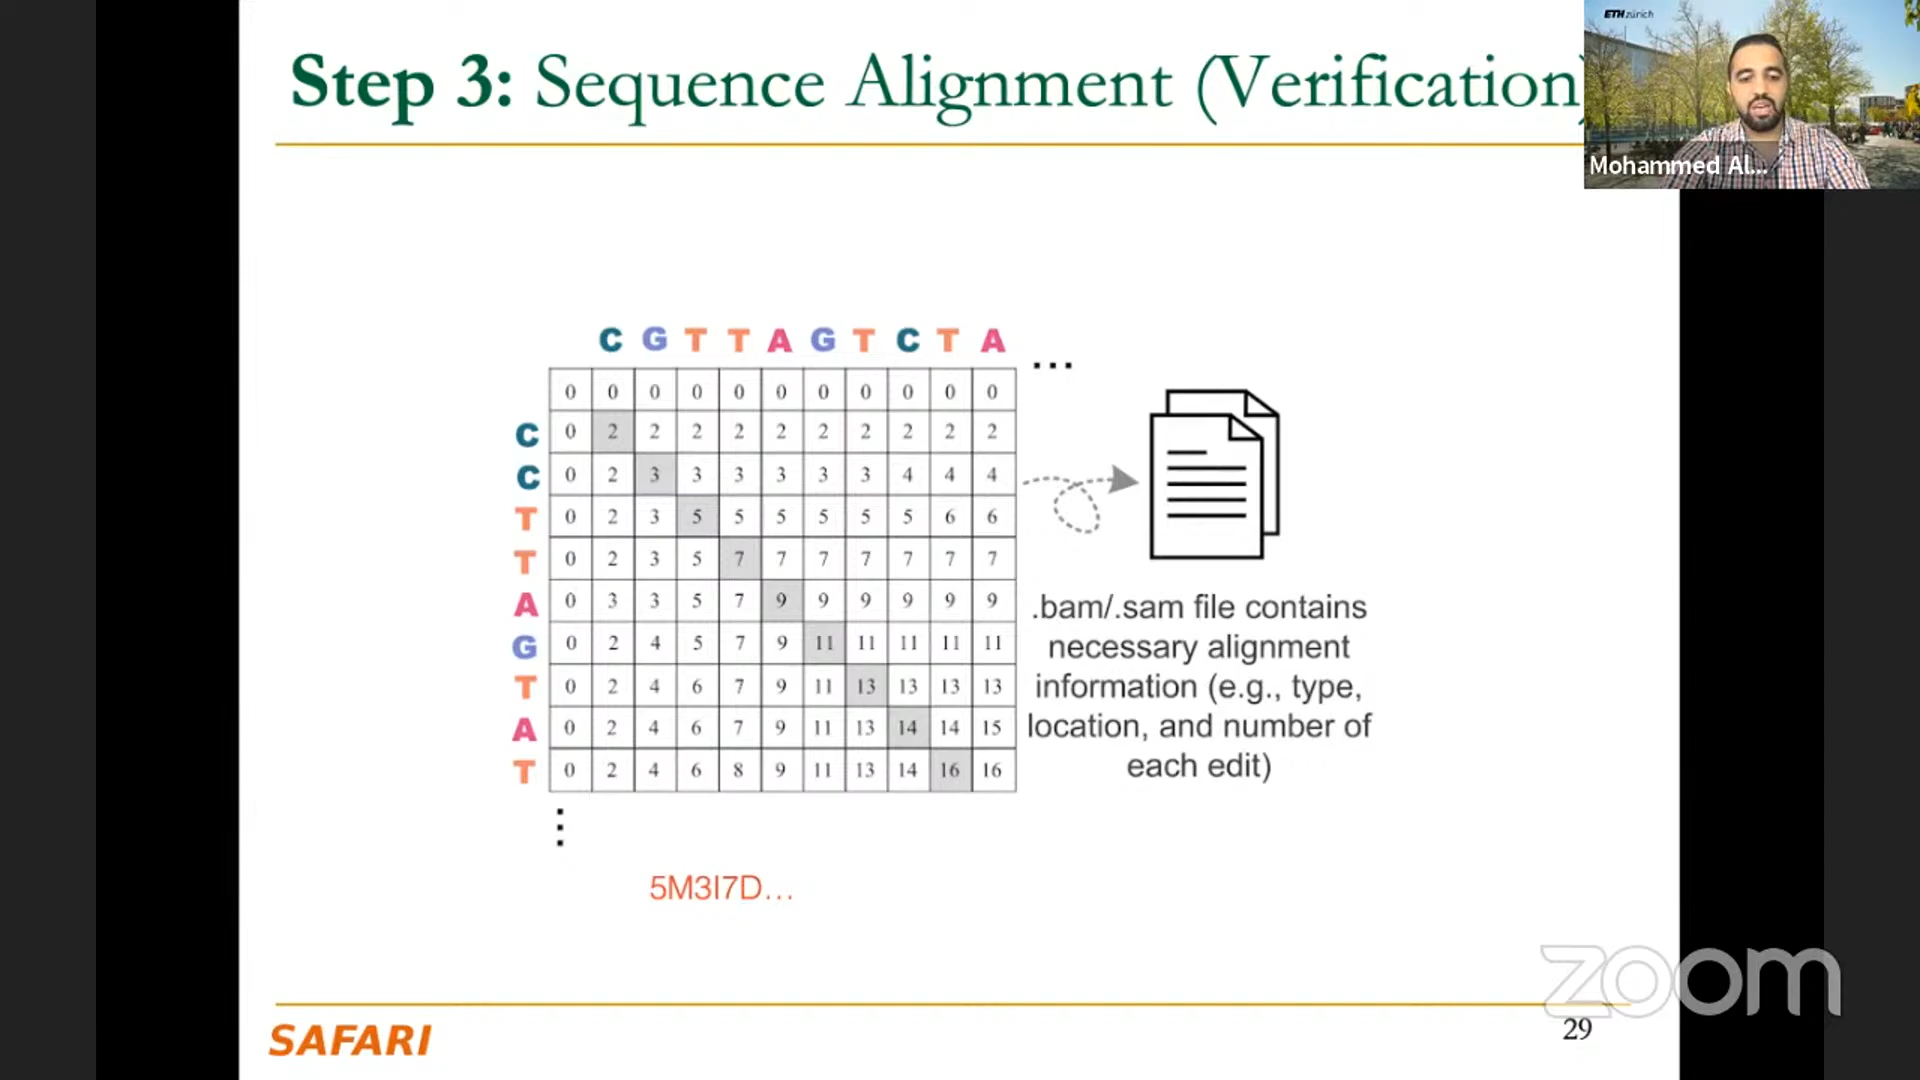 Step 3: Sequence Alignment (Verification)
ETH zürich
Mohammed Al...
C G T T A G T C T A
...
0 0 0 0 0 0 0 0 0 0 0
C 0 2 2 2 2 2 2 2 2 2 2
C 0 2 3 3 3 3 3 3 4 4 4
T 0 2 3 5 5 5 5 5 5 6 6
T 0 2 3 5 7 7 7 7 7 7 7
A 0 3 3 5 7 9 9 9 9 9 9
G 0 2 4 5 7 9 11 11 11 11 11
T 0 2 4 6 7 9 11 13 13 13 13
A 0 2 4 6 7 9 11 13 14 14 15
T 0 2 4 6 8 9 11 13 14 16 16
.bam/.sam file contains
necessary alignment
information (e.g., type,
location, and number of
each edit)
5M3I7D...
zoom
SAFARI
29